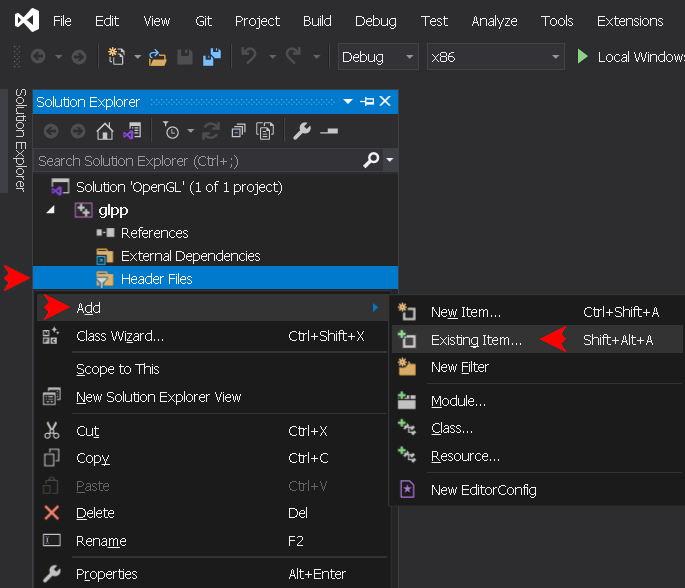 File Edit View Git Project Build Debug Test Analyze Tools Extensions
Debug x86 Local Windows
Solution Explorer
Solution Explorer
Search Solution Explorer (Ctrl+;)
Solution 'OpenGL' (1 of 1 project)
glpp
References
External Dependencies
Header Files
Add
Class Wizard... Ctrl+Shift+X
Scope to This
New Solution Explorer View
Cut Ctrl+X
Copy Ctrl+C
Paste Ctrl+V
Delete Del
Rename F2
Properties Alt+Enter
New Item... Ctrl+Shift+A
Existing Item... Shift+Alt+A
New Filter
Module...
Class...
Resource...
New EditorConfig